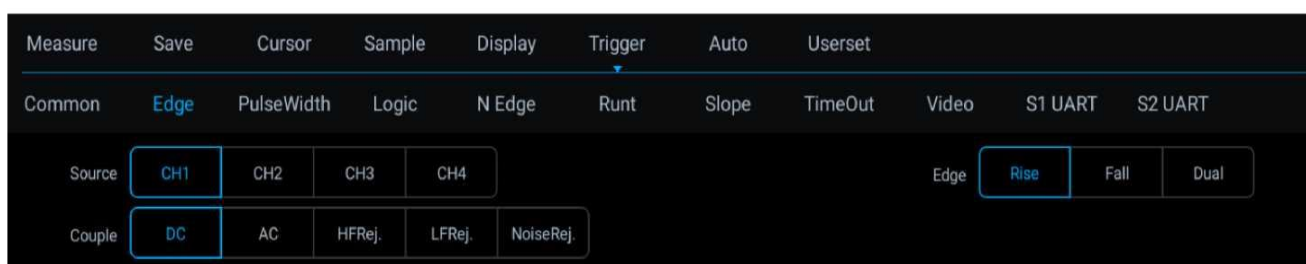 Measure Save Cursor Sample Display Trigger Auto Userset
Common Edge PulseWidth Logic N Edge Runt Slope TimeOut Video S1 UART S2 UART
Source CH1 CH2 CH3 CH4 Edge Rise Fall Dual
Couple DC AC HFRej. LFRej. NoiseRej.